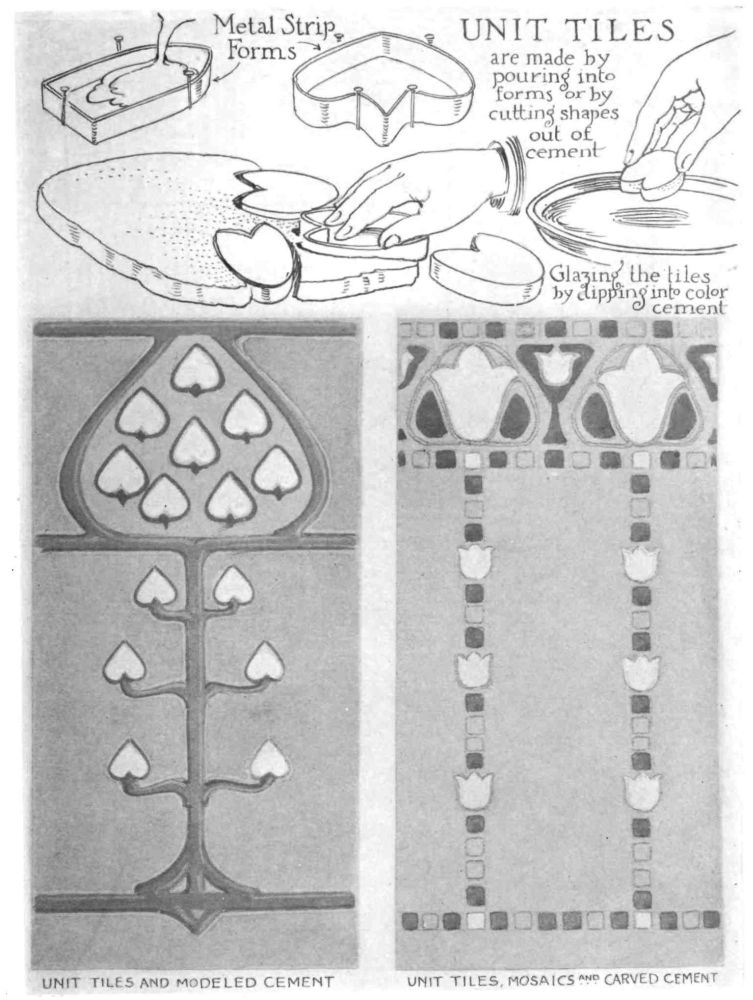 Metal Strip
Forms
UNIT TILES
are made by
pouring into
forms or by
cutting shapes
out of
cement
Glazing the tiles
by dipping into color
cement
UNIT TILES AND MODELED CEMENT
UNIT TILES, MOSAICS AND CARVED CEMENT